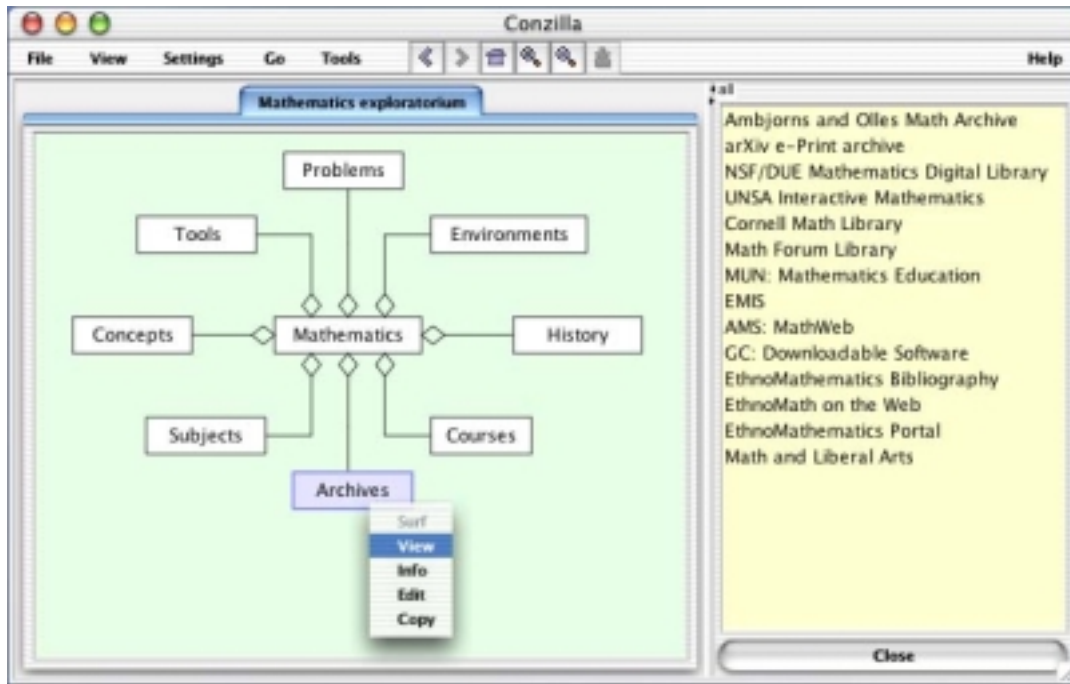 Conzilla
File View Settings Go Tools Help
Mathematics exploratorium
Problems
Tools
Environments
Concepts
Mathematics
History
Subjects
Courses
Archives
Surf
View
Info
Edit
Copy
all
Ambjorns and Olles Math Archive
arXiv e-Print archive
NSF/DUE Mathematics Digital Library
UNSA Interactive Mathematics
Cornell Math Library
Math Forum Library
MUN: Mathematics Education
EMIS
AMS: MathWeb
GC: Downloadable Software
EthnoMathematics Bibliography
EthnoMath on the Web
EthnoMathematics Portal
Math and Liberal Arts
Close